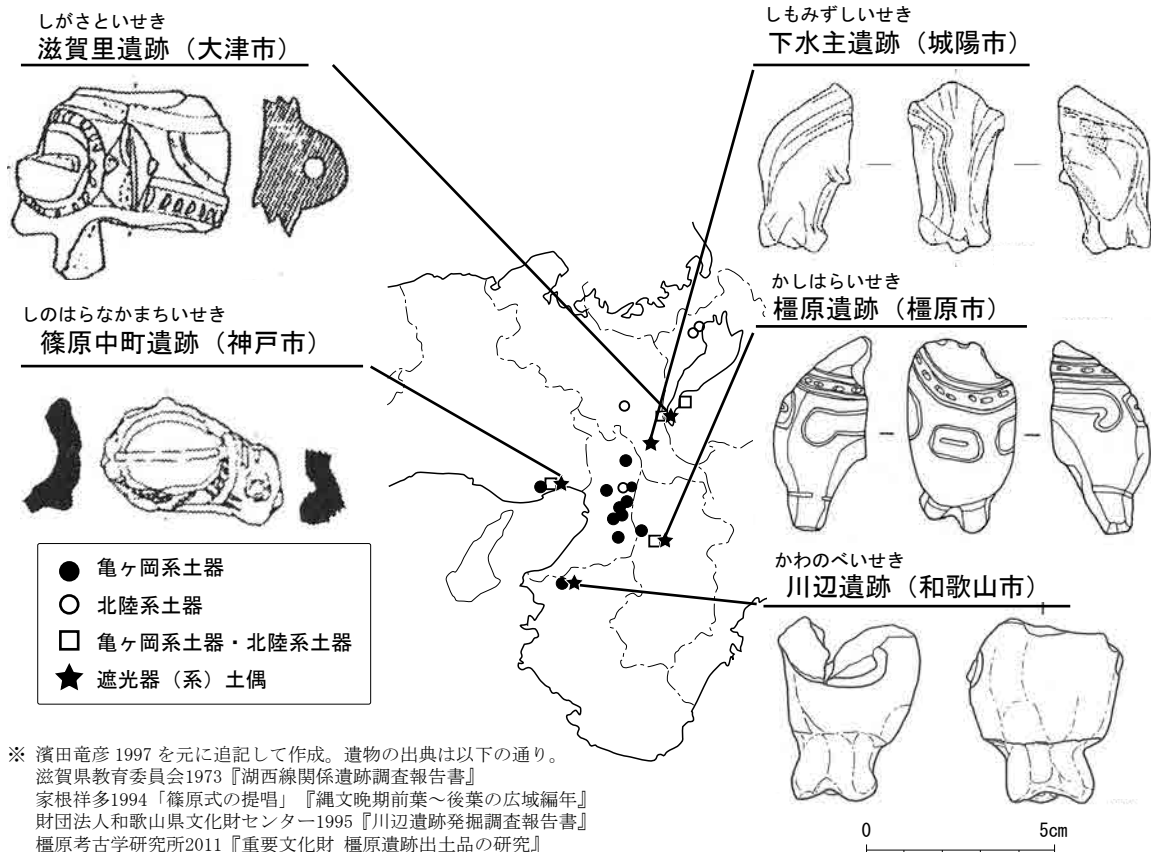 しがさといせき
滋賀里遺跡（大津市）
しもみずしいせき
下水主遺跡（城陽市）
しのはらなかまちいせき
篠原中町遺跡（神戸市）
かしはらいせき
橿原遺跡（橿原市）
かわのべいせき
川辺遺跡（和歌山市）
亀ヶ岡系土器
北陸系土器
亀ヶ岡系土器・北陸系土器
遮光器（系）土偶
※ 濱田竜彦 1997 を元に追記して作成。遺物の出典は以下の通り。
滋賀県教育委員会1973『湖西線関係遺跡調査報告書』
家根祥多1994「篠原式の提唱」『縄文晩期前葉～後葉の広域編年』
財団法人和歌山県文化財センター1995『川辺遺跡発掘調査報告書』
橿原考古学研究所2011『重要文化財 橿原遺跡出土品の研究』
0 5cm